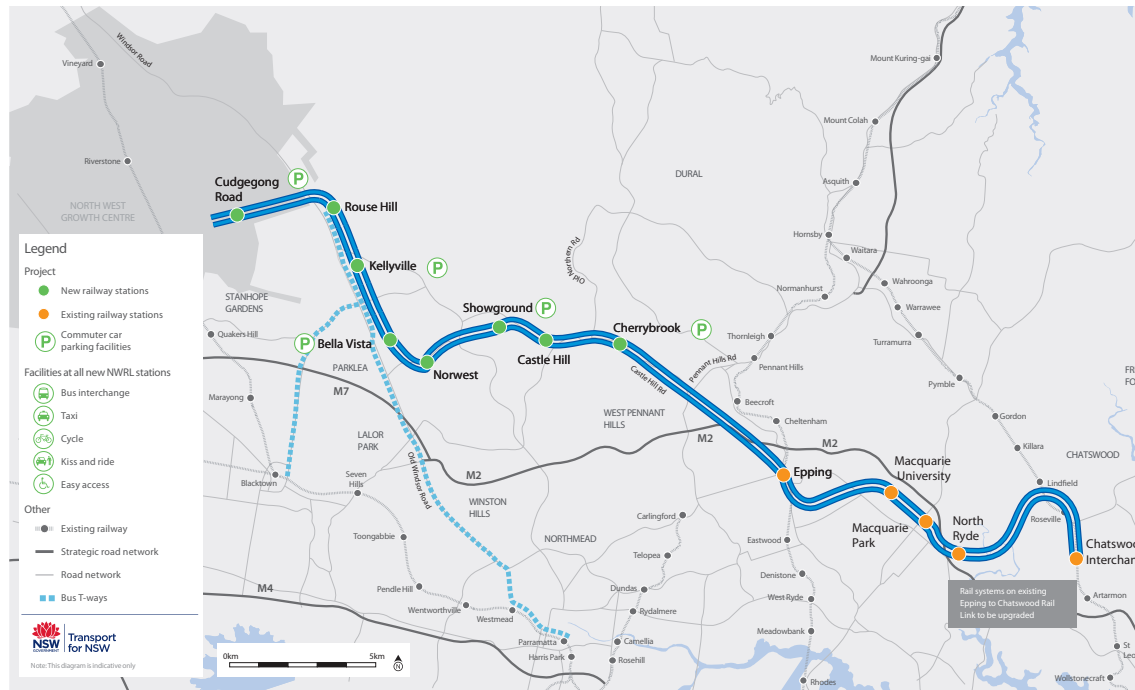 Windsor Road
Vineyard
Mount Kuring-gai
Mount Colah
Riverstone
DURAL
Asquith
Cudgegong
Road
P
NORTH WEST
GROWTH CENTRE
Rouse Hill
Hornsby
Waitara
Old Northern Rd
Kellyville
P
Wahroonga
Normanhurst
STANHOPE
GARDENS
Showground
P
Warrawee
Quakers Hill
P
Bella Vista
Cherrybrook
P
Thornleigh
Turramurra
Castle Hill
PARKLEA
Norwest
Pennant Hills Rd
Castle Hill Rd
Pennant Hills
Pymble
M7
Marayong
Beecroft
WEST PENNANT
HILLS
Cheltenham
Gordon
LALOR
PARK
M2
M2
Killara
CHATSWOOD
Old Windsor Road
M2
Epping
Macquarie
University
Blacktown
Seven
Hills
Lindfield
WINSTON
HILLS
Carlingford
Macquarie
Park
North
Ryde
Roseville
Toongabbie
NORTHMEAD
Eastwood
Telopea
Denistone
M4
Pendle Hill
Dundas
Wentworthville
Westmead
Rydalmere
West Ryde
Artarmon
Rail systems on existing
Epping to Chatswood Rail
Link to be upgraded
Parramatta
Camellia
Meadowbank
Harris Park
Rosehill
St
Wollstonecraft
Rhodes
Legend
Project
New railway stations
Existing railway stations
P
Commuter car
parking facilities
Facilities at all new NWRL stations
Bus interchange
Taxi
Cycle
Kiss and ride
Easy access
Other
Existing railway
Strategic road network
Road network
Bus T-ways
NSW
GOVERNMENT
Transport
for NSW
Note: This diagram is indicative only
0km
5km
N